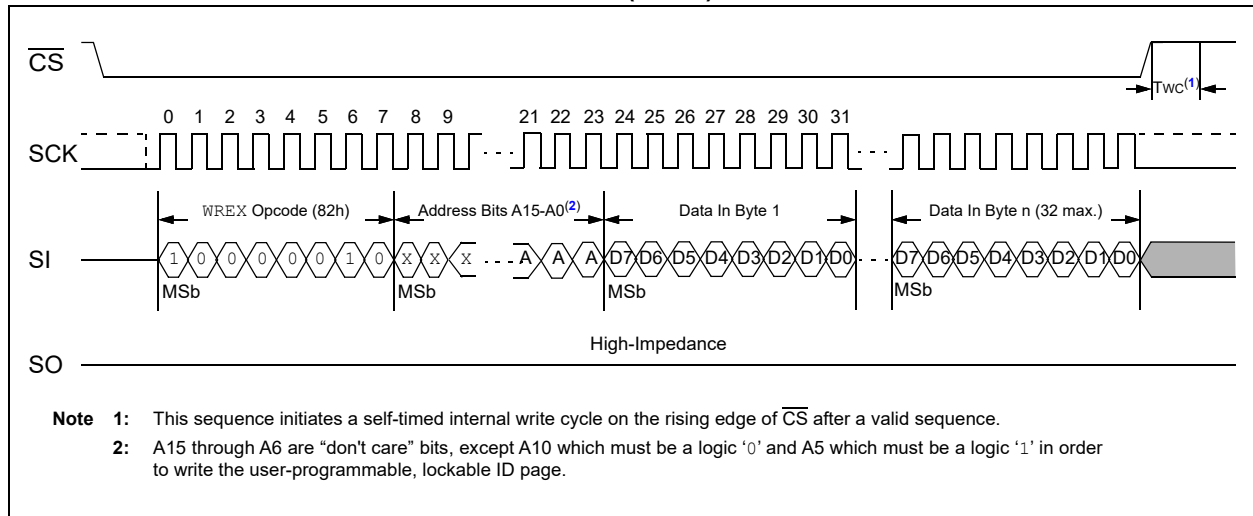 CS
Twc(1)
0 1 2 3 4 5 6 7 8 9 21 22 23 24 25 26 27 28 29 30 31
SCK
WREX Opcode (82h) Address Bits A15-A0(2) Data In Byte 1 Data In Byte n (32 max.)
SI 1 0 0 0 0 0 1 0 X X X A A A D7 D6 D5 D4 D3 D2 D1 D0 D7 D6 D5 D4 D3 D2 D1 D0
MSb MSb MSb MSb
High-Impedance
SO
Note 1: This sequence initiates a self-timed internal write cycle on the rising edge of CS after a valid sequence.
2: A15 through A6 are “don't care” bits, except A10 which must be a logic ‘0’ and A5 which must be a logic ‘1’ in order
to write the user-programmable, lockable ID page.